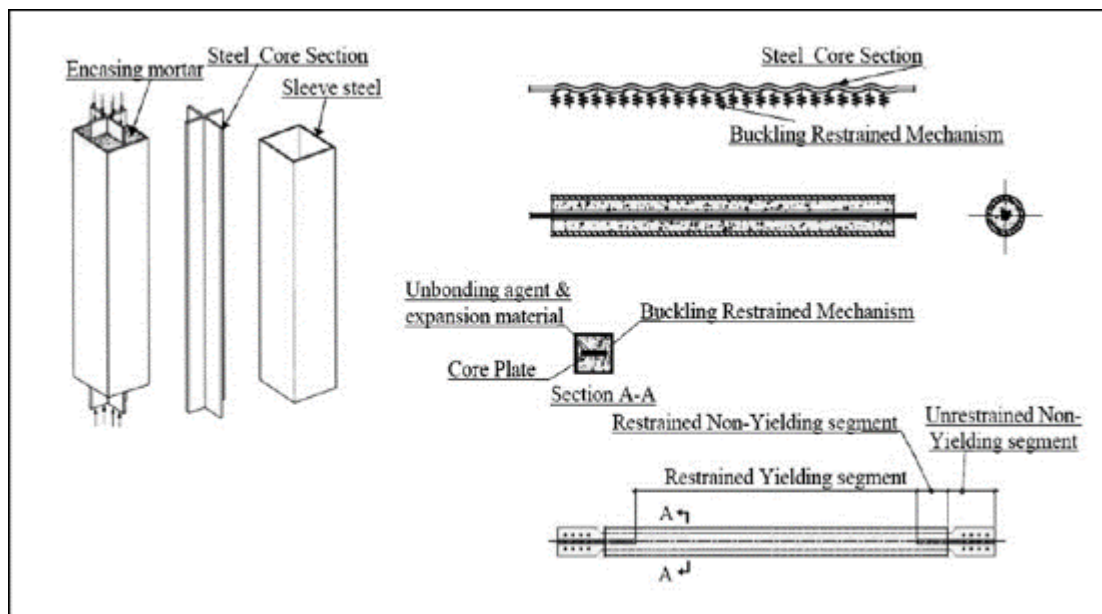 Encasing mortar
Steel Core Section
Sleeve steel
Steel Core Section
Buckling Restrained Mechanism
Unbonding agent &
expansion material
Buckling Restrained Mechanism
Core Plate
Section A-A
Restrained Non-Yielding segment
Unrestrained Non-
Yielding segment
Restrained Yielding segment
A
A